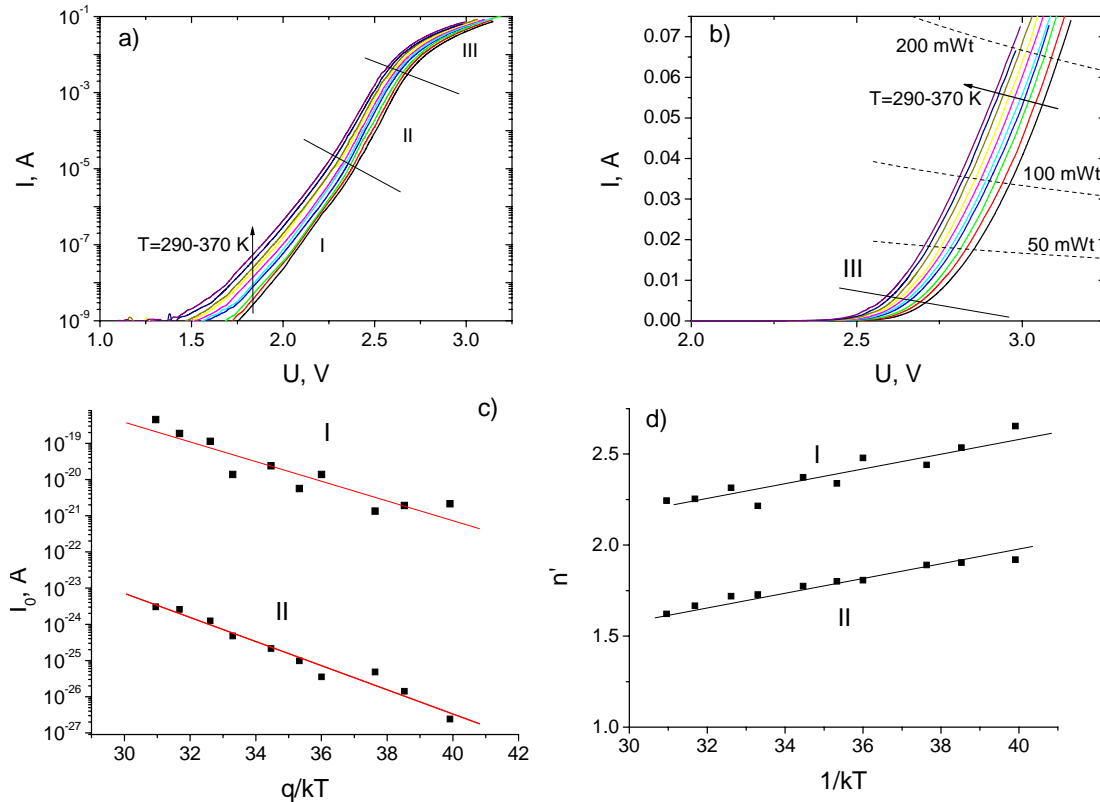 a)
10^-1
10^-3
10^-5
10^-7
10^-9
I, A
III
II
I
T=290-370 K
1.0
1.5
2.0
2.5
3.0
U, V
b)
0.07
0.06
0.05
0.04
0.03
0.02
0.01
0.00
I, A
200 mWt
T=290-370 K
100 mWt
50 mWt
III
2.0
2.5
3.0
U, V
c)
10^-19
10^-20
10^-21
10^-22
10^-23
10^-24
10^-25
10^-26
10^-27
I_0, A
I
II
30
32
34
36
38
40
42
q/kT
d)
2.5
2.0
1.5
1.0
n'
I
II
30
32
34
36
38
40
1/kT